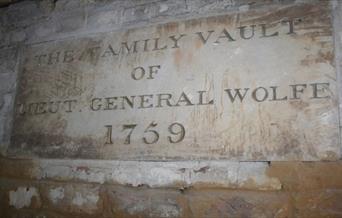 THE FAMILY VAULT
OF
LIEUT. GENERAL WOLFE
1759